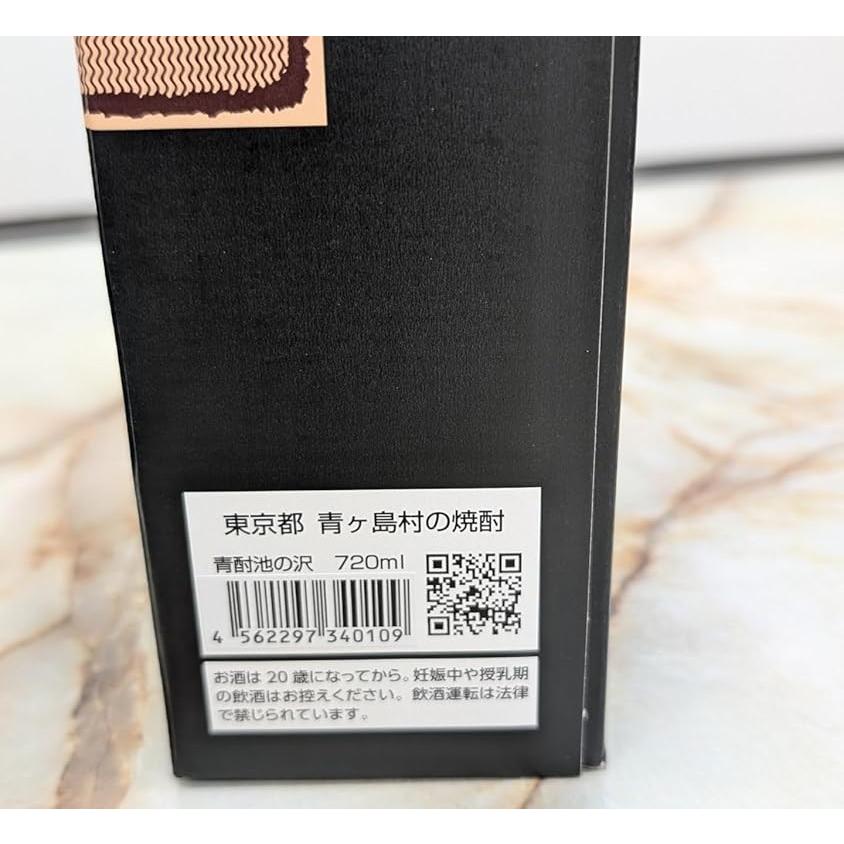 東京都 青ヶ島村の焼酎
青酎池の沢 720ml
4 562297 340109
お酒は20歳になってから。妊娠中や授乳期
の飲酒はお控えください。飲酒運転は法律
で禁じられています。